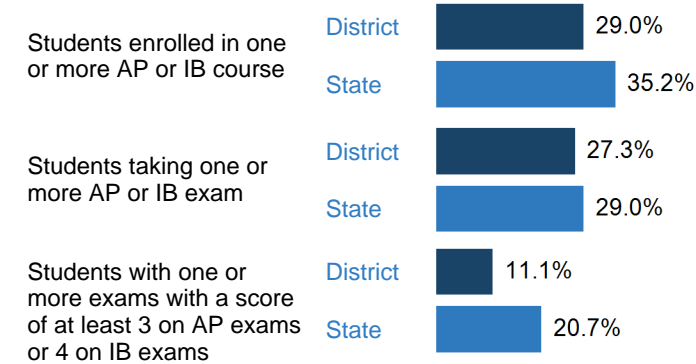 Students enrolled in one
or more AP or IB course
District
29.0%
State
35.2%
Students taking one or
more AP or IB exam
District
27.3%
State
29.0%
Students with one or
more exams with a score
of at least 3 on AP exams
or 4 on IB exams
District
11.1%
State
20.7%